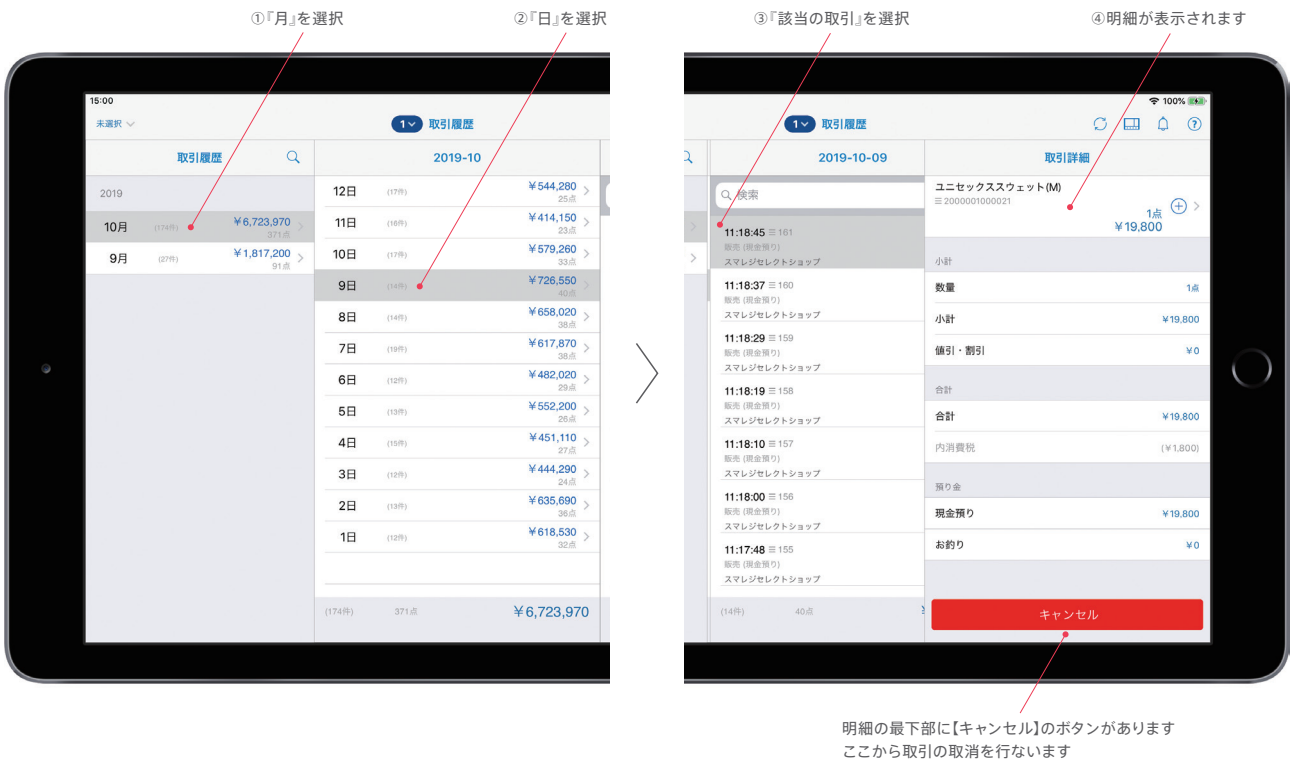 ①『月』を選択
②『日』を選択
③『該当の取引』を選択
④明細が表示されます
15:00
未選択
1 取引履歴
取引履歴
2019
10月 (174件) ¥6,723,970
371点
9月 (27件) ¥1,817,200
91点
2019-10
12日 (17件) ¥544,280
25点
11日 (16件) ¥414,150
23点
10日 (17件) ¥579,260
33点
9日 (14件) ¥726,550
40点
8日 (14件) ¥658,020
38点
7日 (19件) ¥617,870
38点
6日 (12件) ¥482,020
29点
5日 (13件) ¥552,200
26点
4日 (15件) ¥451,110
27点
3日 (12件) ¥444,290
24点
2日 (13件) ¥635,690
36点
1日 (12件) ¥618,530
32点
(174件) 371点 ¥6,723,970
100%
1 取引履歴
2019-10-09
検索
11:18:45 161
販売 (現金預り)
スマレジセレクトショップ
11:18:37 160
販売 (現金預り)
スマレジセレクトショップ
11:18:29 159
販売 (現金預り)
スマレジセレクトショップ
11:18:19 158
販売 (現金預り)
スマレジセレクトショップ
11:18:10 157
販売 (現金預り)
スマレジセレクトショップ
11:18:00 156
販売 (現金預り)
スマレジセレクトショップ
11:17:48 155
販売 (現金預り)
スマレジセレクトショップ
(14件) 40点
取引詳細
ユニセックススウェット(M)
2000001000021
1点
¥19,800
小計
数量 1点
小計 ¥19,800
値引・割引 ¥0
合計
合計 ¥19,800
内消費税 (¥1,800)
預り金
現金預り ¥19,800
お釣り ¥0
キャンセル
明細の最下部に【キャンセル】のボタンがあります
ここから取引の取消を行ないます